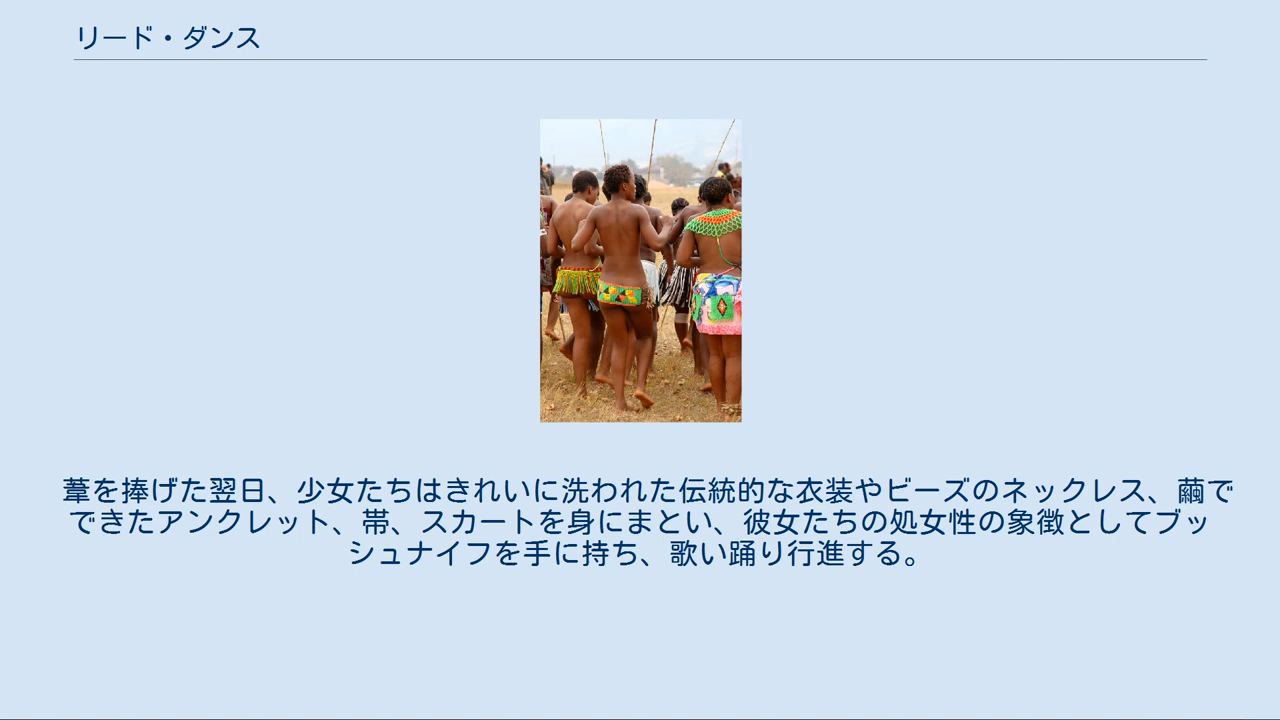 リード・ダンス
葦を捧げた翌日、少女たちはきれいに洗われた伝統的な衣装やビーズのネックレス、繭で
できたアンクレット、帯、スカートを身にまとい、彼女たちの処女性の象徴としてブッ
シュナイフを手に持ち、歌い踊り行進する。